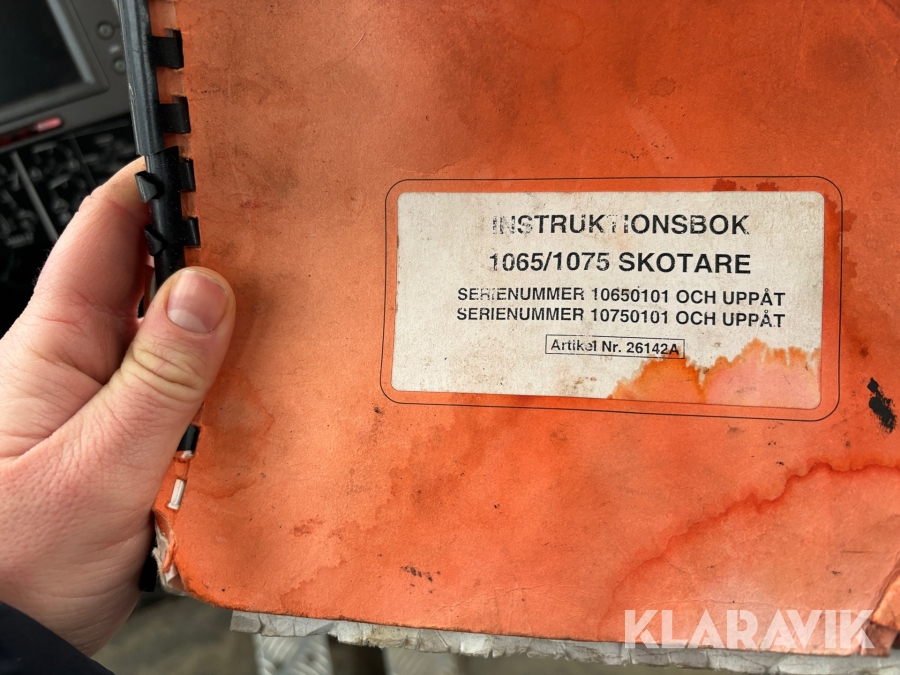 INSTRUKTIONSBOK
1065/1075 SKOTARE
SERIENUMMER 10650101 OCH UPPÅT
SERIENUMMER 10750101 OCH UPPÅT
Artikel Nr. 26142A
KLARAVIK